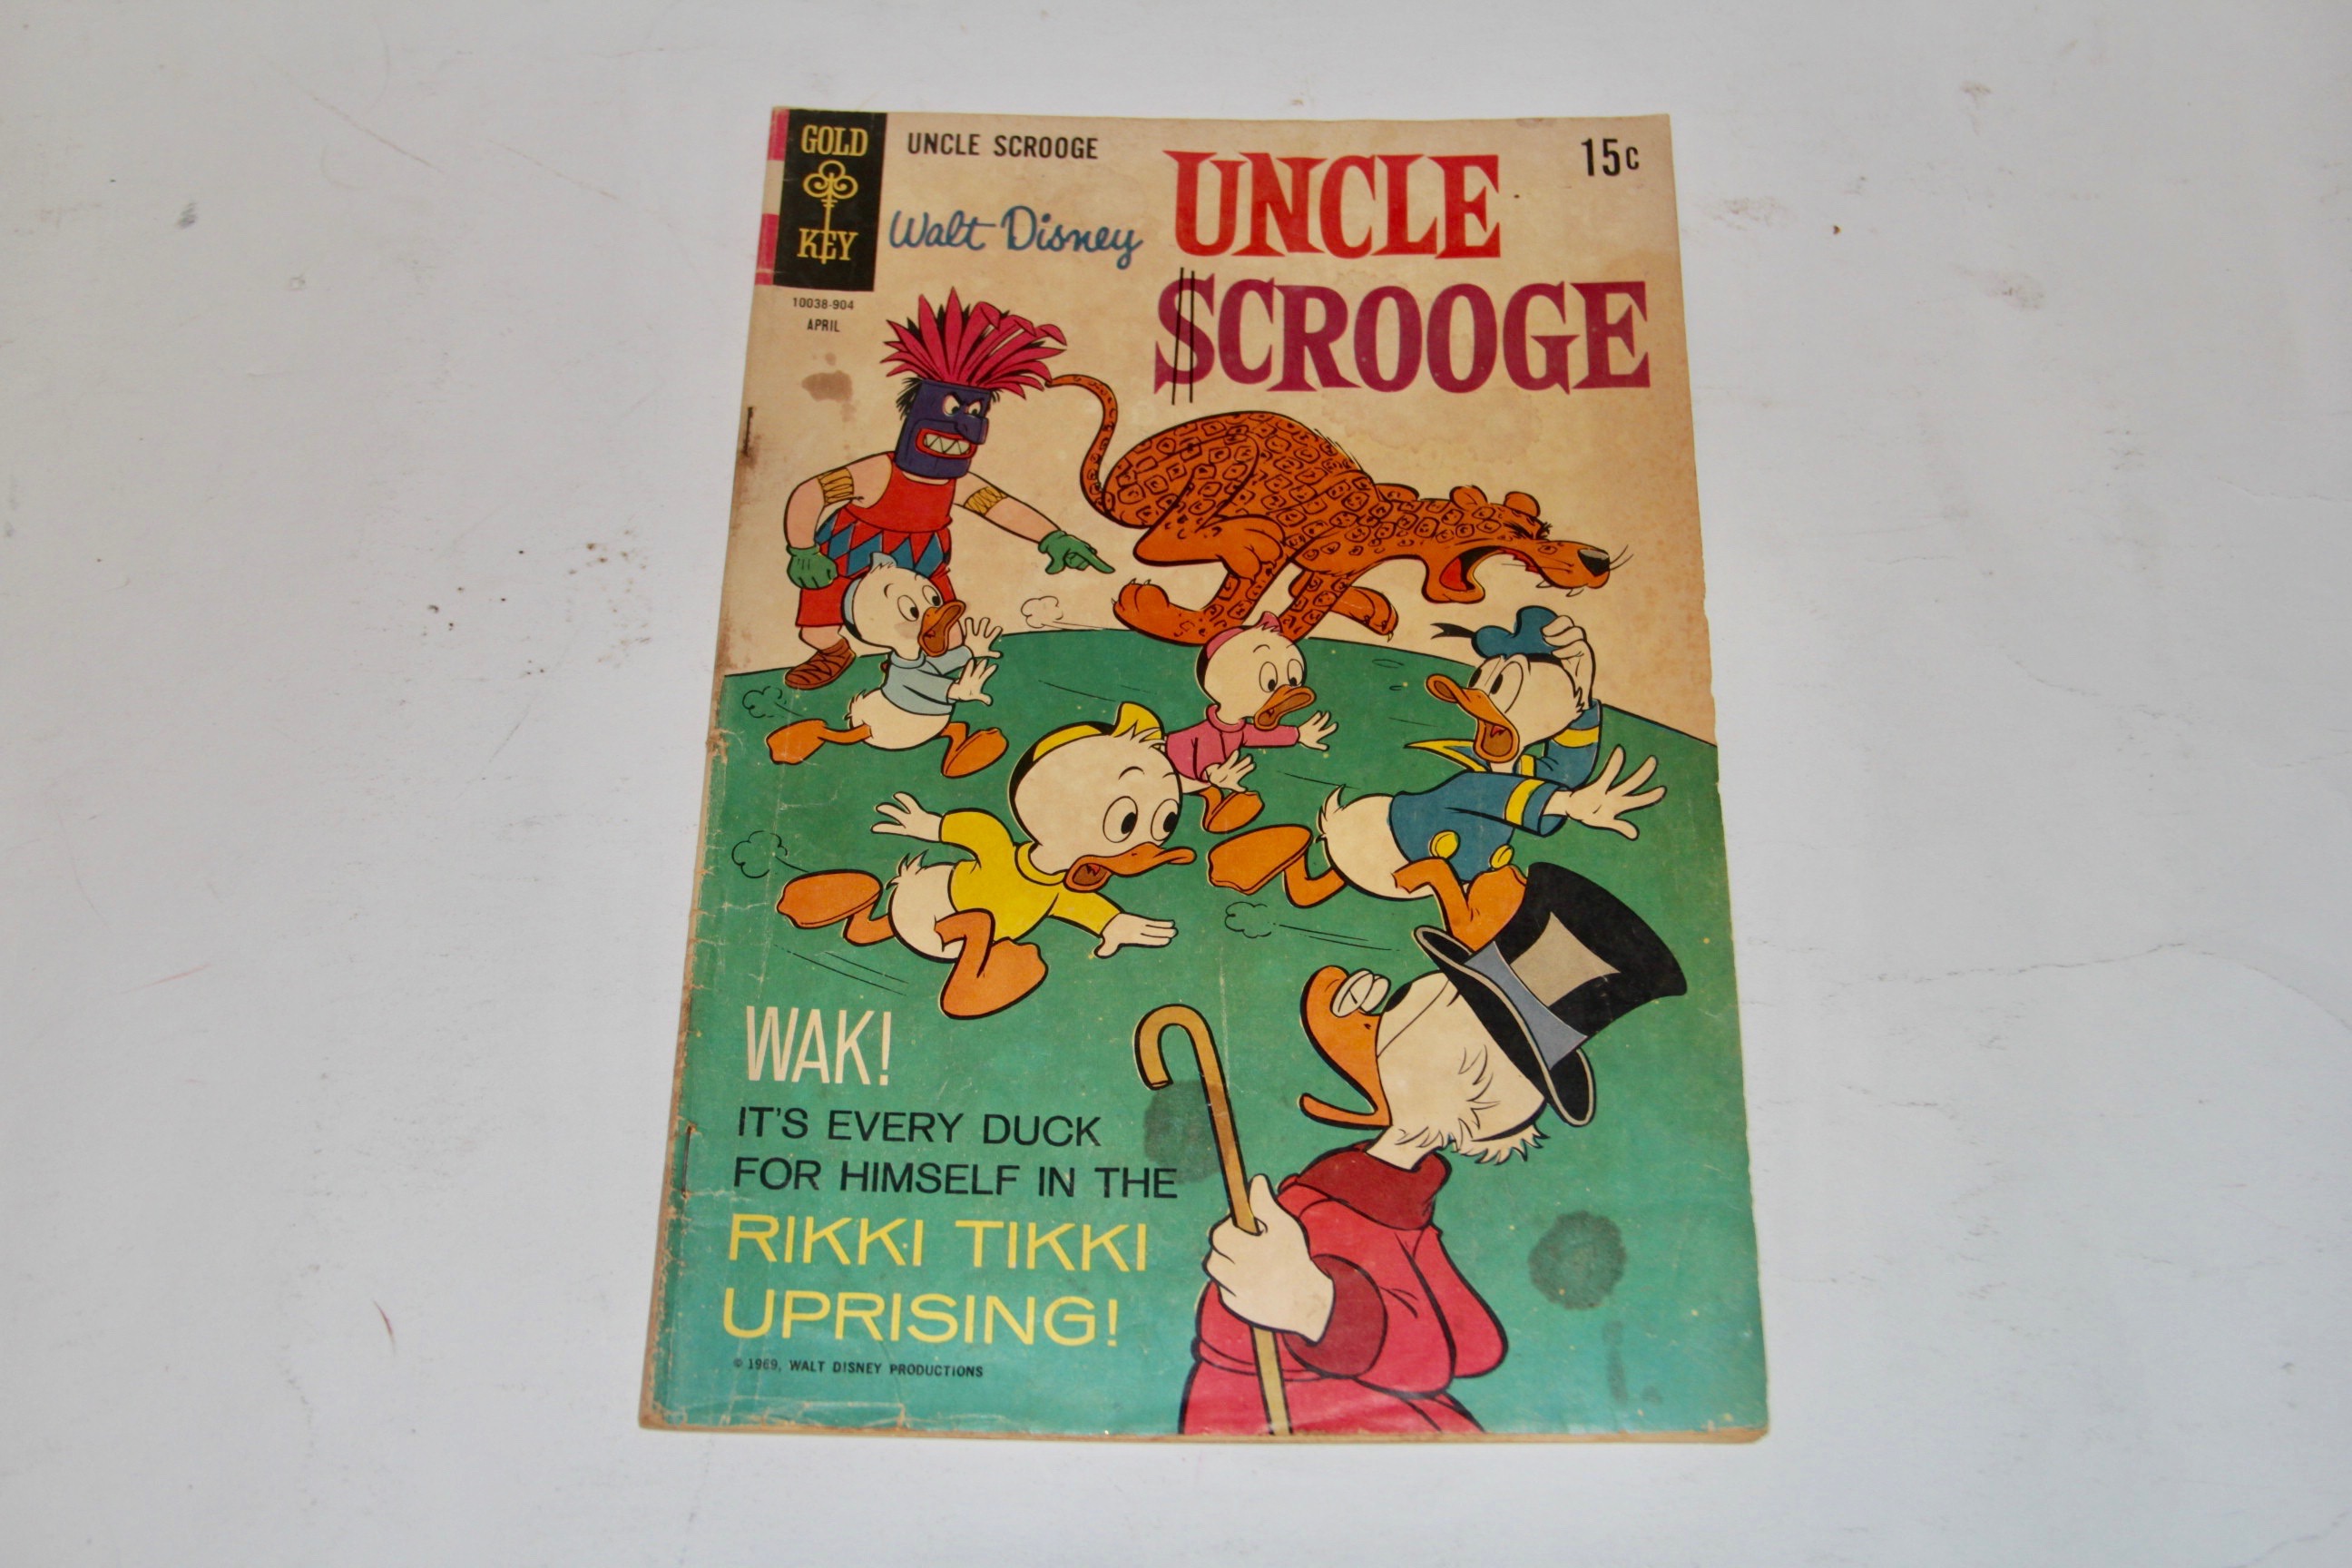 GOLD
KEY
UNCLE SCROOGE
15c
Walt Disney
UNCLE
$CROOGE
10038-904
APRIL
WAK!
IT'S EVERY DUCK
FOR HIMSELF IN THE
RIKKI TIKKI
UPRISING!
© 1969, WALT DISNEY PRODUCTIONS